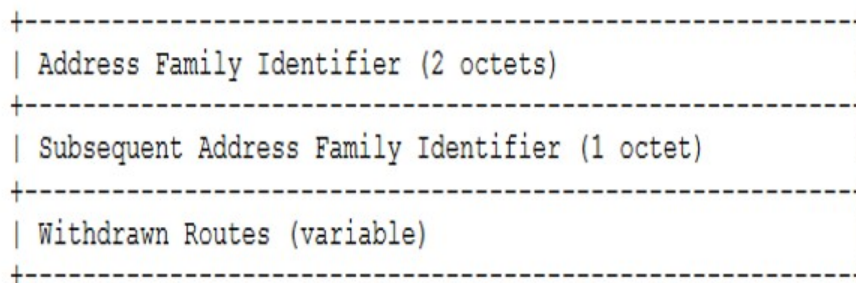 +---------------------------------------------------------
| Address Family Identifier (2 octets)
+---------------------------------------------------------
| Subsequent Address Family Identifier (1 octet)
+---------------------------------------------------------
| Withdrawn Routes (variable)
+---------------------------------------------------------